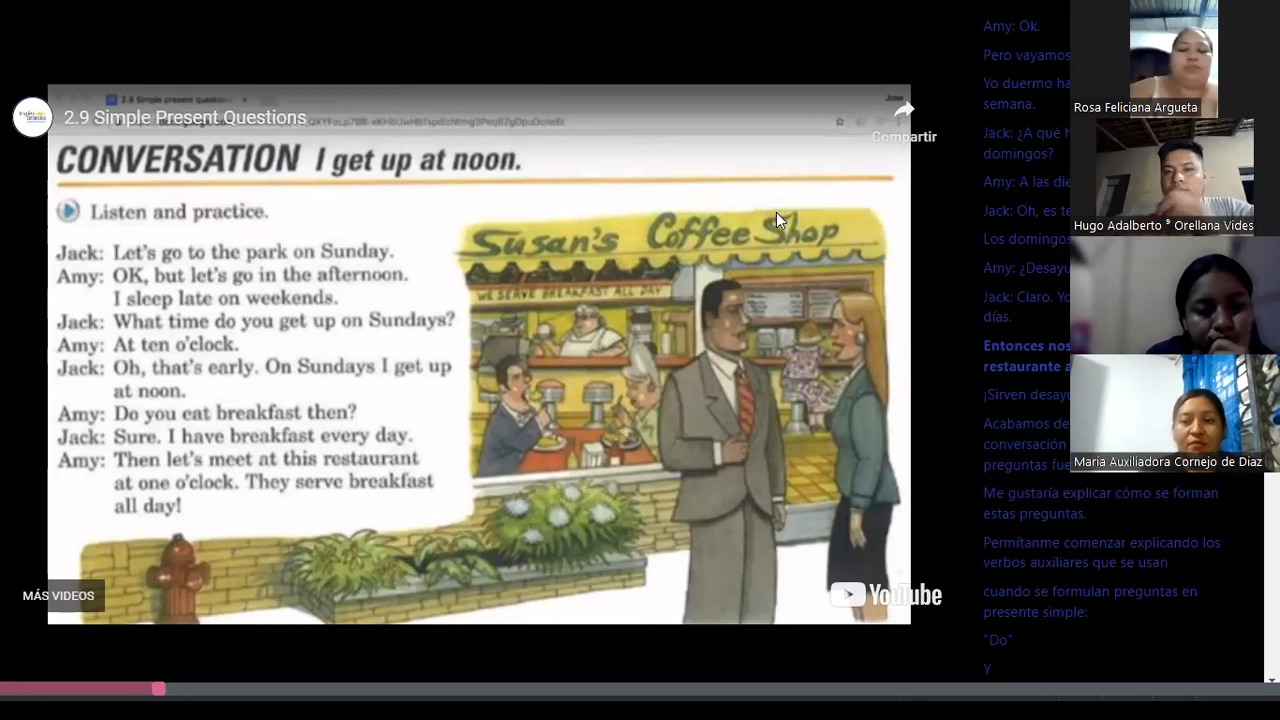 2.9 Simple Present Questions
Compartir
CONVERSATION I get up at noon.
Listen and practice.
Jack: Let's go to the park on Sunday.
Amy: OK, but let's go in the afternoon.
I sleep late on weekends.
Jack: What time do you get up on Sundays?
Amy: At ten o'clock.
Jack: Oh, that's early. On Sundays I get up
at noon.
Amy: Do you eat breakfast then?
Jack: Sure. I have breakfast every day.
Amy: Then let's meet at this restaurant
at one o'clock. They serve breakfast
all day!
Susan's Coffee Shop
WE SERVE BREAKFAST ALL DAY
MÁS VIDEOS
YouTube
Amy: Ok.
Pero vayamos
Yo duermo
semana.
Jack: ¿A qué
domingos?
Amy: A las
Jack: Oh, es
Los domingos
Amy:
Jack: Claro.
días.
Entonces
restaurante
¡Sirven
Acabamos de
conversación
preguntas
Me gustaría explicar cómo se forman
estas preguntas.
Permítanme comenzar explicando los
verbos auxiliares que se usan
cuando se formulan preguntas en
presente simple:
"Do"
Y
Rosa Feliciana Argueta
Hugo Adalberto Orellana Vides
Maria Auxiliadora Cornejo de Diaz